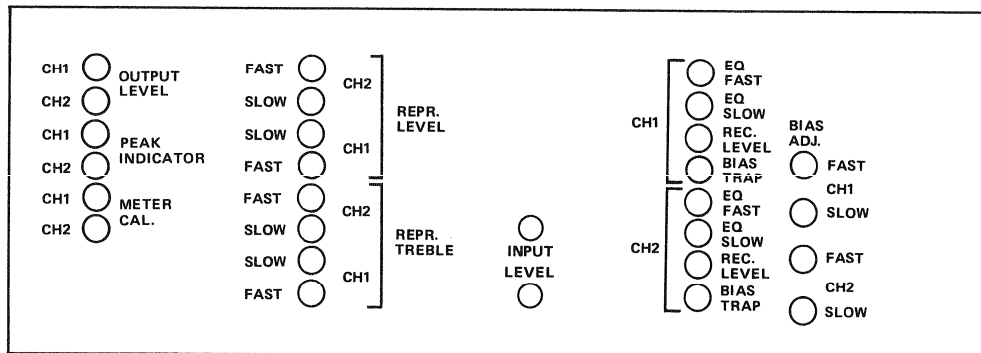 CH1
OUTPUT
LEVEL
CH2
CH1
PEAK
INDICATOR
CH2
CH1
METER
CAL.
CH2
FAST
CH2
SLOW
REPR.
LEVEL
SLOW
CH1
FAST
FAST
CH2
SLOW
REPR.
TREBLE
SLOW
CH1
FAST
INPUT
LEVEL
CH1
EQ
FAST
EQ
SLOW
REC.
LEVEL
BIAS
TRAP
CH2
EQ
FAST
EQ
SLOW
REC.
LEVEL
BIAS
TRAP
BIAS
ADJ.
FAST
CH1
SLOW
FAST
CH2
SLOW